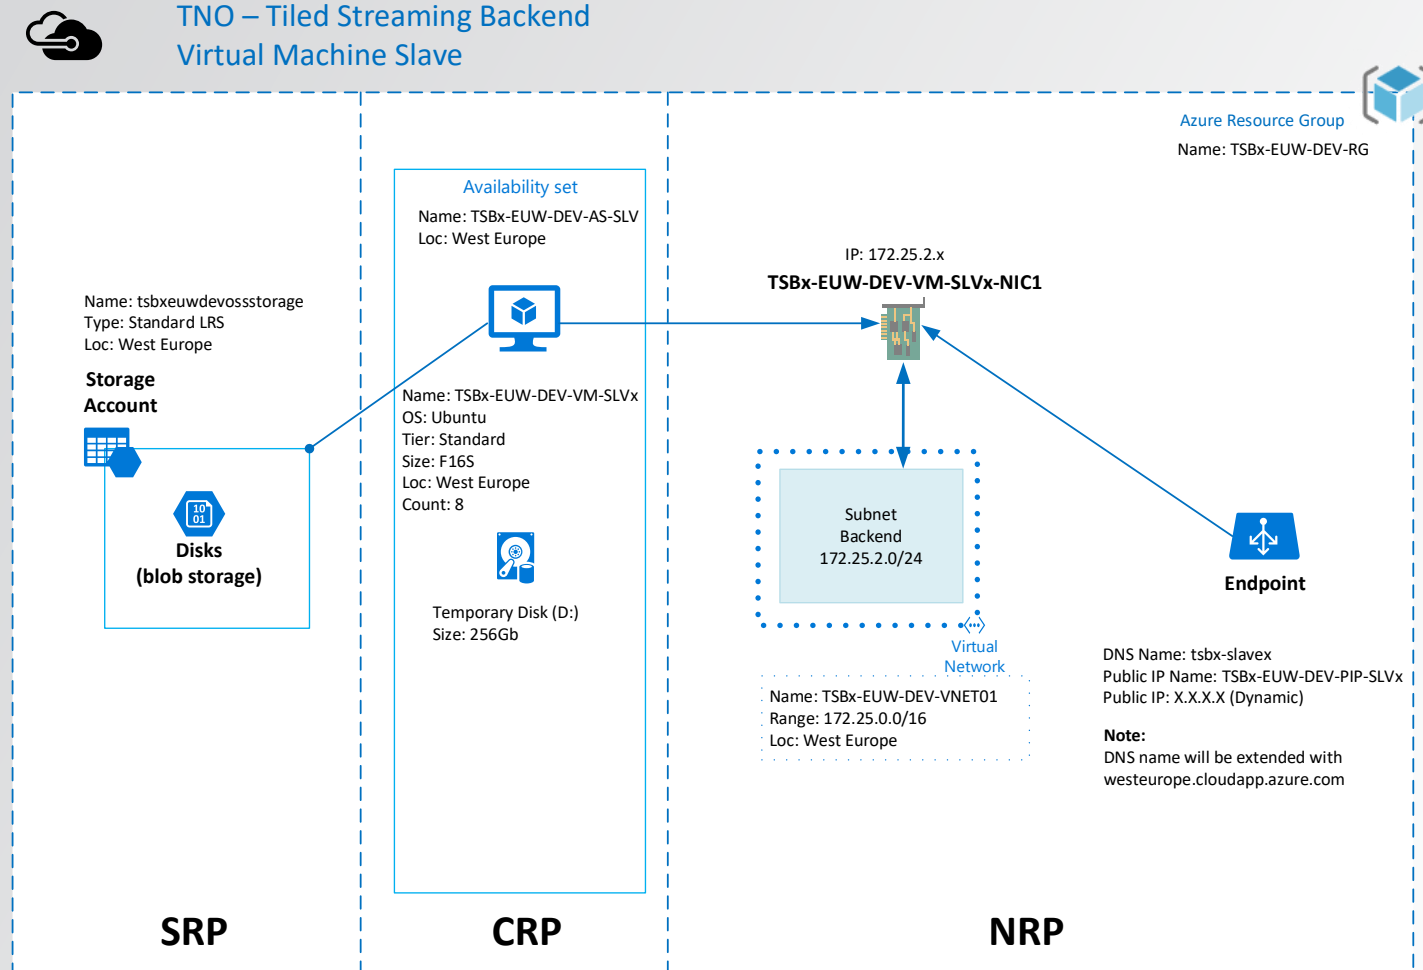 TNO – Tiled Streaming Backend
Virtual Machine Slave
Azure Resource Group
Name: TSBx-EUW-DEV-RG
Availability set
Name: TSBx-EUW-DEV-AS-SLV
Loc: West Europe
IP: 172.25.2.x
TSBx-EUW-DEV-VM-SLVx-NIC1
Name: tsbxeuwdevossstorage
Type: Standard LRS
Loc: West Europe
Storage
Account
10
01
Disks
(blob storage)
Name: TSBx-EUW-DEV-VM-SLVx
OS: Ubuntu
Tier: Standard
Size: F16S
Loc: West Europe
Count: 8
Temporary Disk (D:)
Size: 256Gb
Subnet
Backend
172.25.2.0/24
Virtual
Network
Name: TSBx-EUW-DEV-VNET01
Range: 172.25.0.0/16
Loc: West Europe
Endpoint
DNS Name: tsbx-slavex
Public IP Name: TSBx-EUW-DEV-PIP-SLVx
Public IP: X.X.X.X (Dynamic)
Note:
DNS name will be extended with
westeurope.cloudapp.azure.com
SRP
CRP
NRP